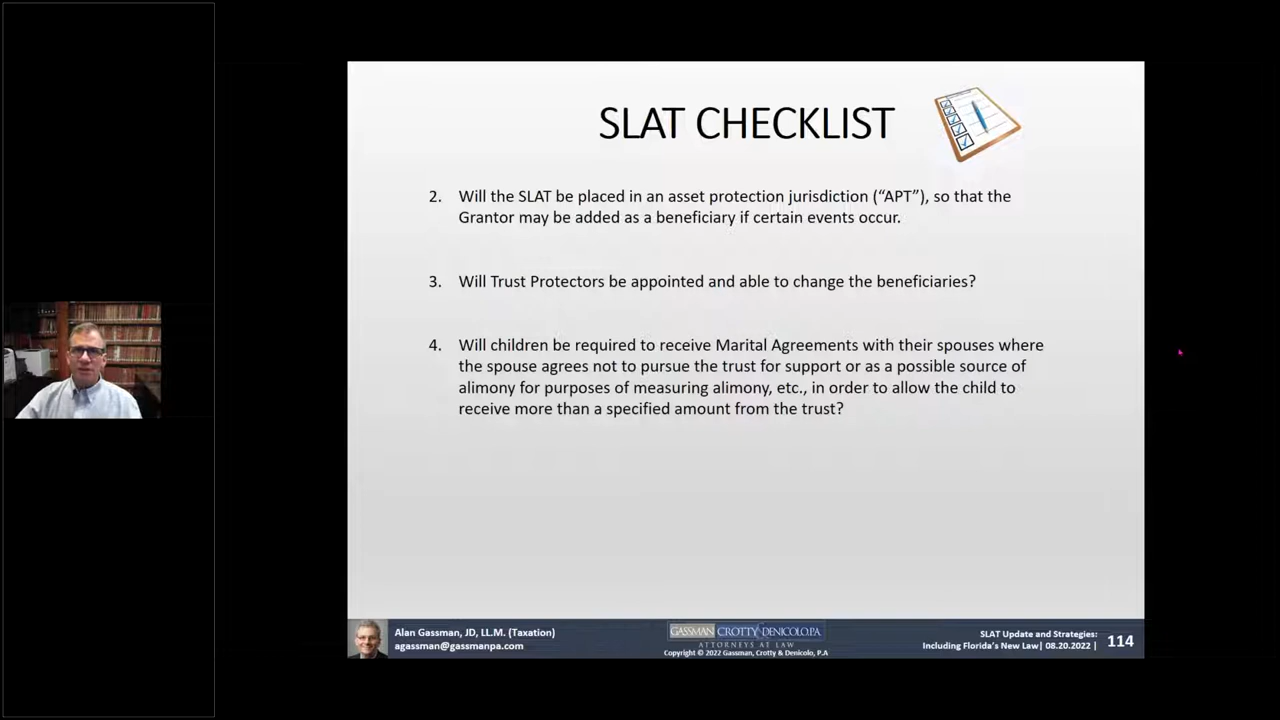 SLAT CHECKLIST
2. Will the SLAT be placed in an asset protection jurisdiction (“APT”), so that the
Grantor may be added as a beneficiary if certain events occur.
3. Will Trust Protectors be appointed and able to change the beneficiaries?
4. Will children be required to receive Marital Agreements with their spouses where
the spouse agrees not to pursue the trust for support or as a possible source of
alimony for purposes of measuring alimony, etc., in order to allow the child to
receive more than a specified amount from the trust?
Alan Gassman, JD, LL.M. (Taxation)
agassman@gassmanpa.com
GASSMAN CROTTY DENICOLO, PA
ATTORNEYS AT LAW
Copyright © 2022 Gassman, Crotty & Denicolo, P.A
SLAT Update and Strategies:
Including Florida’s New Law| 08.20.2022 |
114